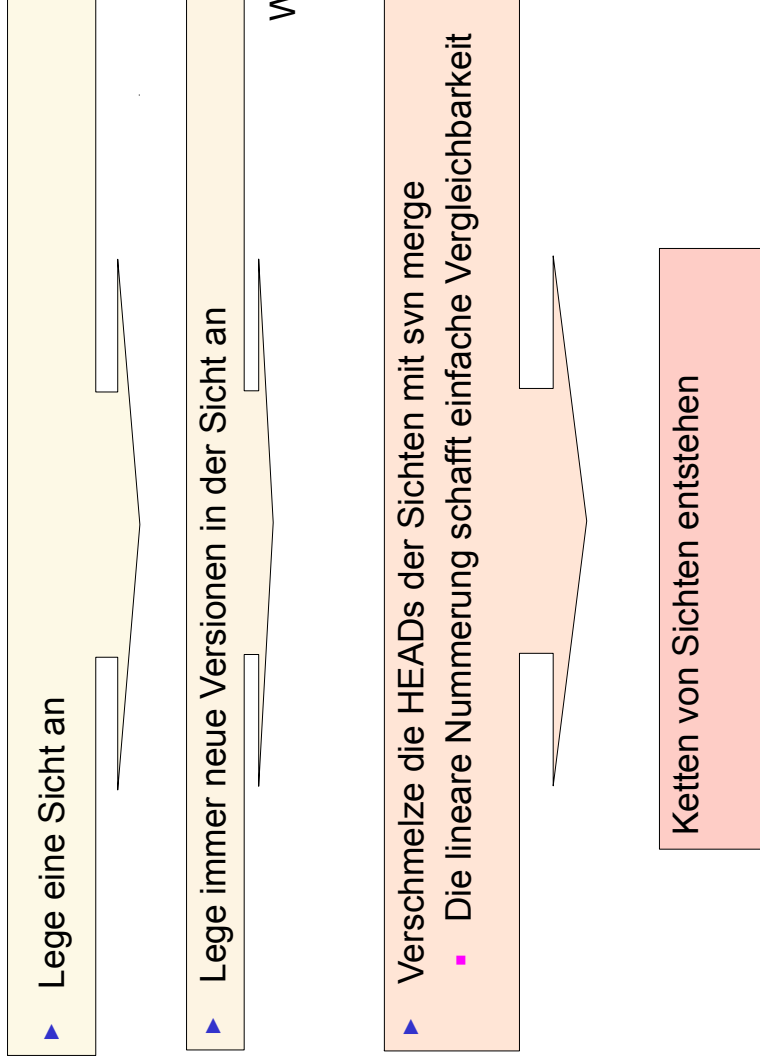 Lege eine Sicht an
Lege immer neue Versionen in der Sicht an
W
Verschmelze die HEADs der Sichten mit svn merge
Die lineare Nummerung schafft einfache Vergleichbarkeit
Ketten von Sichten entstehen